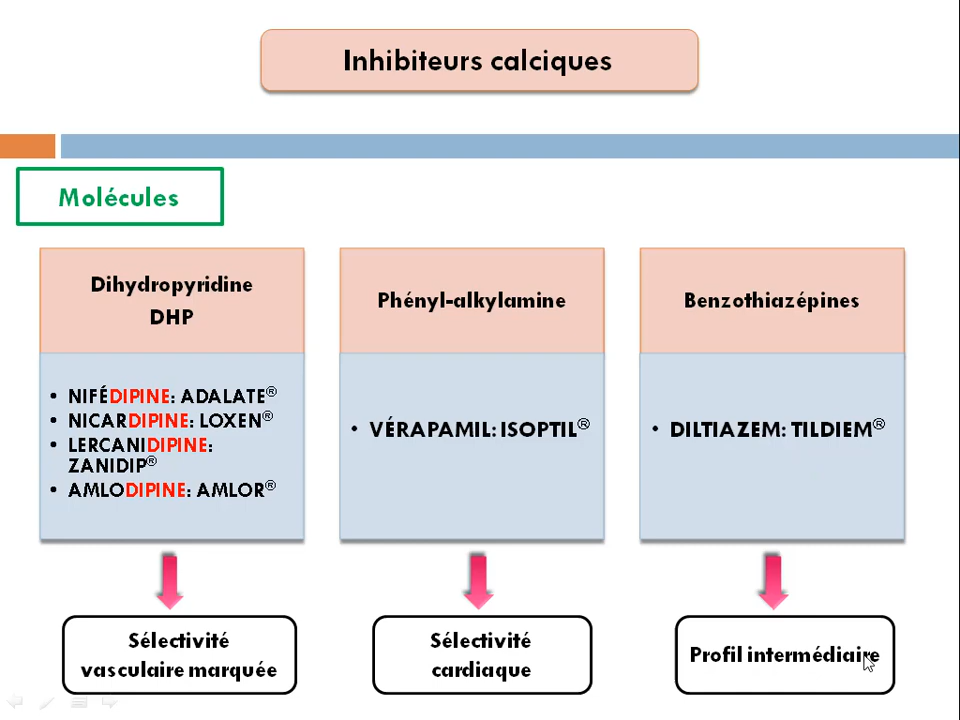 Inhibiteurs calciques
Molécules
Dihydropyridine
DHP
• NIFÉDIPINE: ADALATE®
• NICARDIPINE: LOXEN®
• LERCANIDIPINE:
ZANIDIP®
• AMLODIPINE: AMLOR®
Sélectivité
vasculaire marquée
Phényl-alkylamine
• VÉRAPAMIL: ISOPTIL®
Sélectivité
cardiaque
Benzothiazépines
• DILTIAZEM: TILDIEM®
Profil intermédiaire